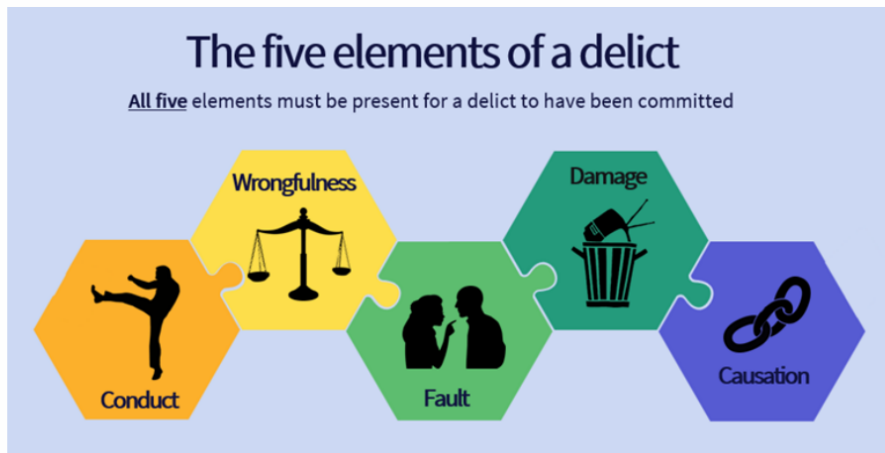 The five elements of a delict
All five elements must be present for a delict to have been committed
Conduct
Wrongfulness
Fault
Damage
Causation